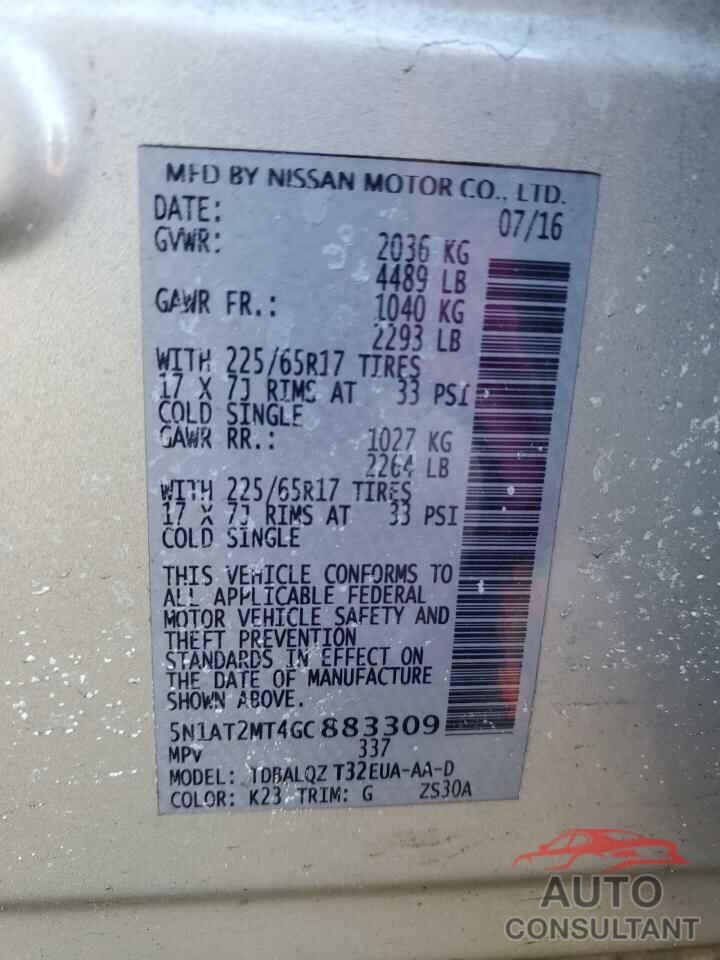 MFD BY NISSAN MOTOR CO., LTD.
DATE: 07/16
GVWR: 2036 KG
4489 LB
GAWR FR.: 1040 KG
2293 LB
WITH 225/65R17 TIRES
17 X 7J RIMS AT 33 PSI
COLD SINGLE
GAWR RR.: 1027 KG
2264 LB
WITH 225/65R17 TIRES
17 X 7J RIMS AT 33 PSI
COLD SINGLE
THIS VEHICLE CONFORMS TO
ALL APPLICABLE FEDERAL
MOTOR VEHICLE SAFETY AND
THEFT PREVENTION
STANDARDS IN EFFECT ON
THE DATE OF MANUFACTURE
SHOWN ABOVE.
5N1AT2MT4GC883309
MPV 337
MODEL: TDBALQZ T32EUA-AA-D
COLOR: K23 TRIM: G ZS30A
AUTO
CONSULTANT